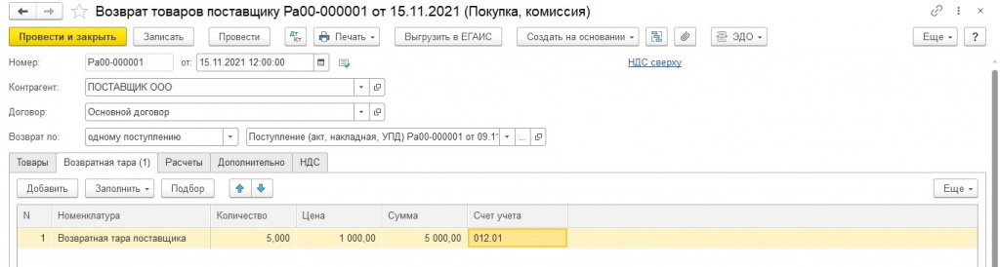 Возврат товаров поставщику Ра00-000001 от 15.11.2021 (Покупка, комиссия)
Провести и закрыть Записать Провести Дт Кт Печать Выгрузить в ЕГАИС Создать на основании ЭДО Еще ?
Номер: Ра00-000001 от: 15.11.2021 12:00:00 НДС сверху
Контрагент: ПОСТАВЩИК ООО
Договор: Основной договор
Возврат по: одному поступлению Поступление (акт, накладная, УПД) Ра00-000001 от 09.1 ...
Товары Возвратная тара (1) Расчеты Дополнительно НДС
Добавить Заполнить Подбор Еще
N Номенклатура Количество Цена Сумма Счет учета
1 Возвратная тара поставщика 5,000 1 000,00 5 000,00 012.01